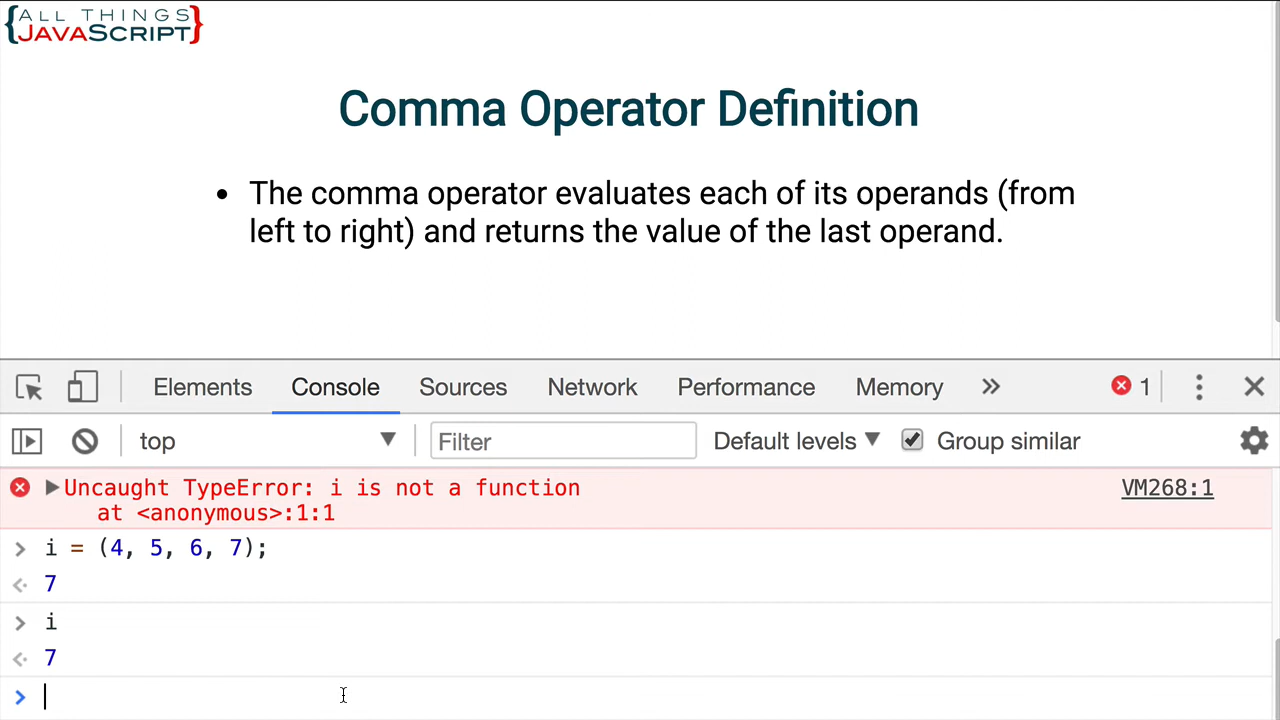 {ALL THINGS
JAVASCRIPT}
Comma Operator Definition
• The comma operator evaluates each of its operands (from
left to right) and returns the value of the last operand.
Elements Console Sources Network Performance Memory » 1
top Filter Default levels Group similar
Uncaught TypeError: i is not a function VM268:1
at <anonymous>:1:1
> i = (4, 5, 6, 7);
7
> i
7
>